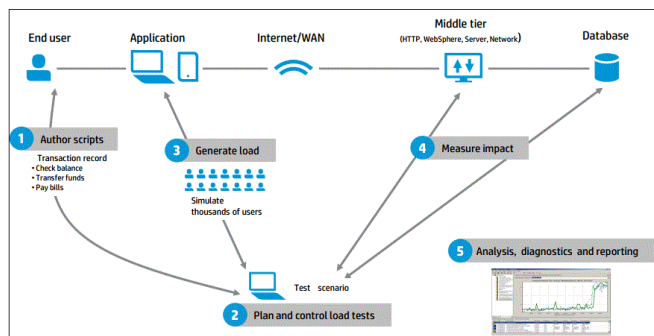 End user
Application
Internet/WAN
Middle tier
(HTTP, WebSphere, Server, Network)
Database
1 Author scripts
Transaction record
• Check balance
• Transfer funds
• Pay bills
3 Generate load
Simulate
thousands of users
4 Measure impact
5 Analysis, diagnostics and reporting
Test scenario
2 Plan and control load tests